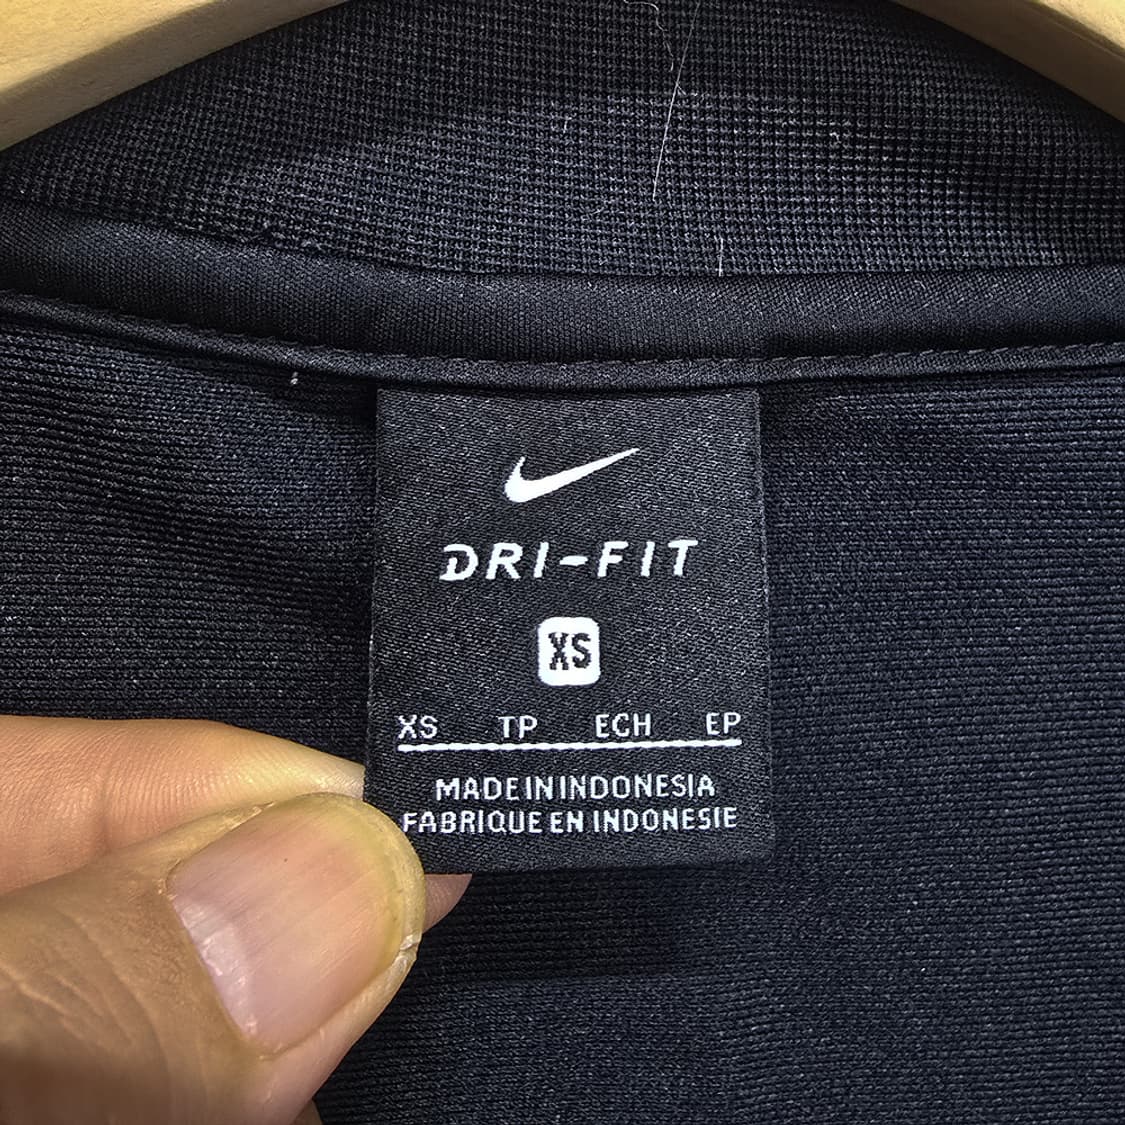 DRI-FIT
XS
XS TP ECH EP
MADE IN INDONESIA
FABRIQUE EN INDONESIE